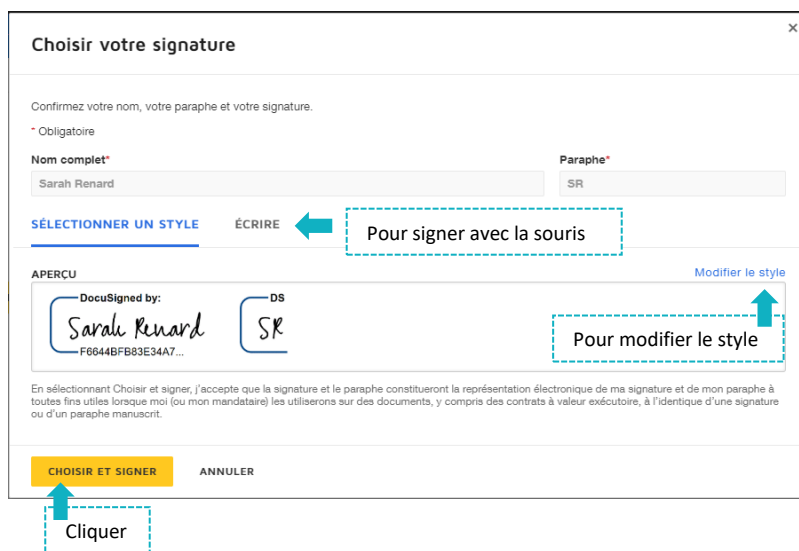 ×
Choisir votre signature
Confirmez votre nom, votre paraphe et votre signature.
* Obligatoire
Nom complet* Paraphe*
Sarah Renard SR
SÉLECTIONNER UN STYLE ÉCRIRE Pour signer avec la souris
APERÇU Modifier le style
DocuSigned by: DS
Sarah Renard SR
F6644BFB83E34A7...
Pour modifier le style
En sélectionnant Choisir et signer, j'accepte que la signature et le paraphe constitueront la représentation électronique de ma signature et de mon paraphe à
toutes fins utiles lorsque moi (ou mon mandataire) les utiliserons sur des documents, y compris des contrats à valeur exécutoire, à l'identique d'une signature
ou d'un paraphe manuscrit.
CHOISIR ET SIGNER ANNULER
Cliquer